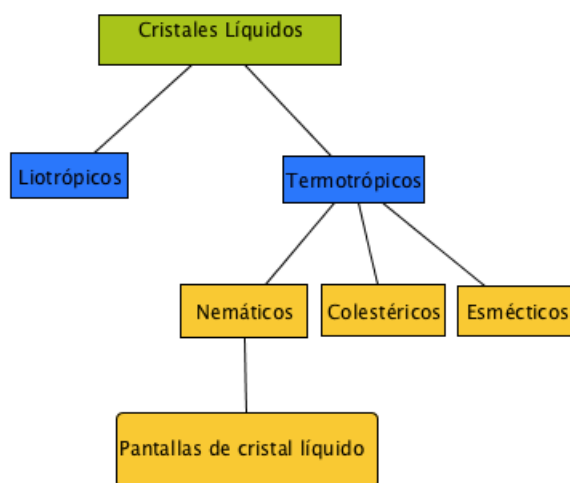 Cristales Líquidos
Liotrópicos
Termotrópicos
Nemáticos
Colestéricos
Esmécticos
Pantallas de cristal líquido